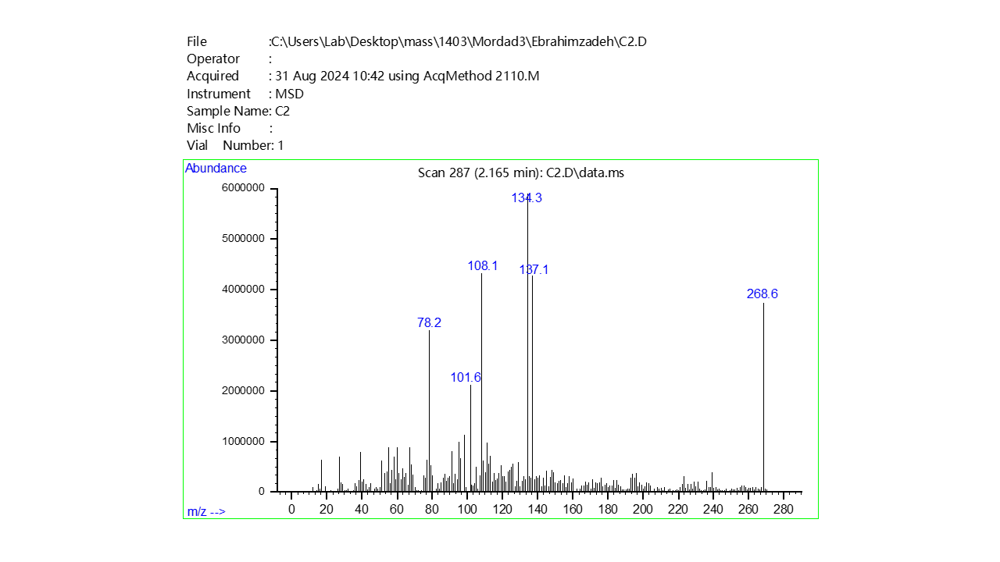 File :C:\Users\Lab\Desktop\mass\1403\Mordad3\Ebrahimzadeh\C2.D
Operator :
Acquired : 31 Aug 2024 10:42 using AcqMethod 2110.M
Instrument : MSD
Sample Name: C2
Misc Info :
Vial Number: 1
Abundance
Scan 287 (2.165 min): C2.D\data.ms
6000000
134.3
5000000
108.1
137.1
4000000
268.6
78.2
3000000
101.6
2000000
1000000
0
0 20 40 60 80 100 120 140 160 180 200 220 240 260 280
m/z -->